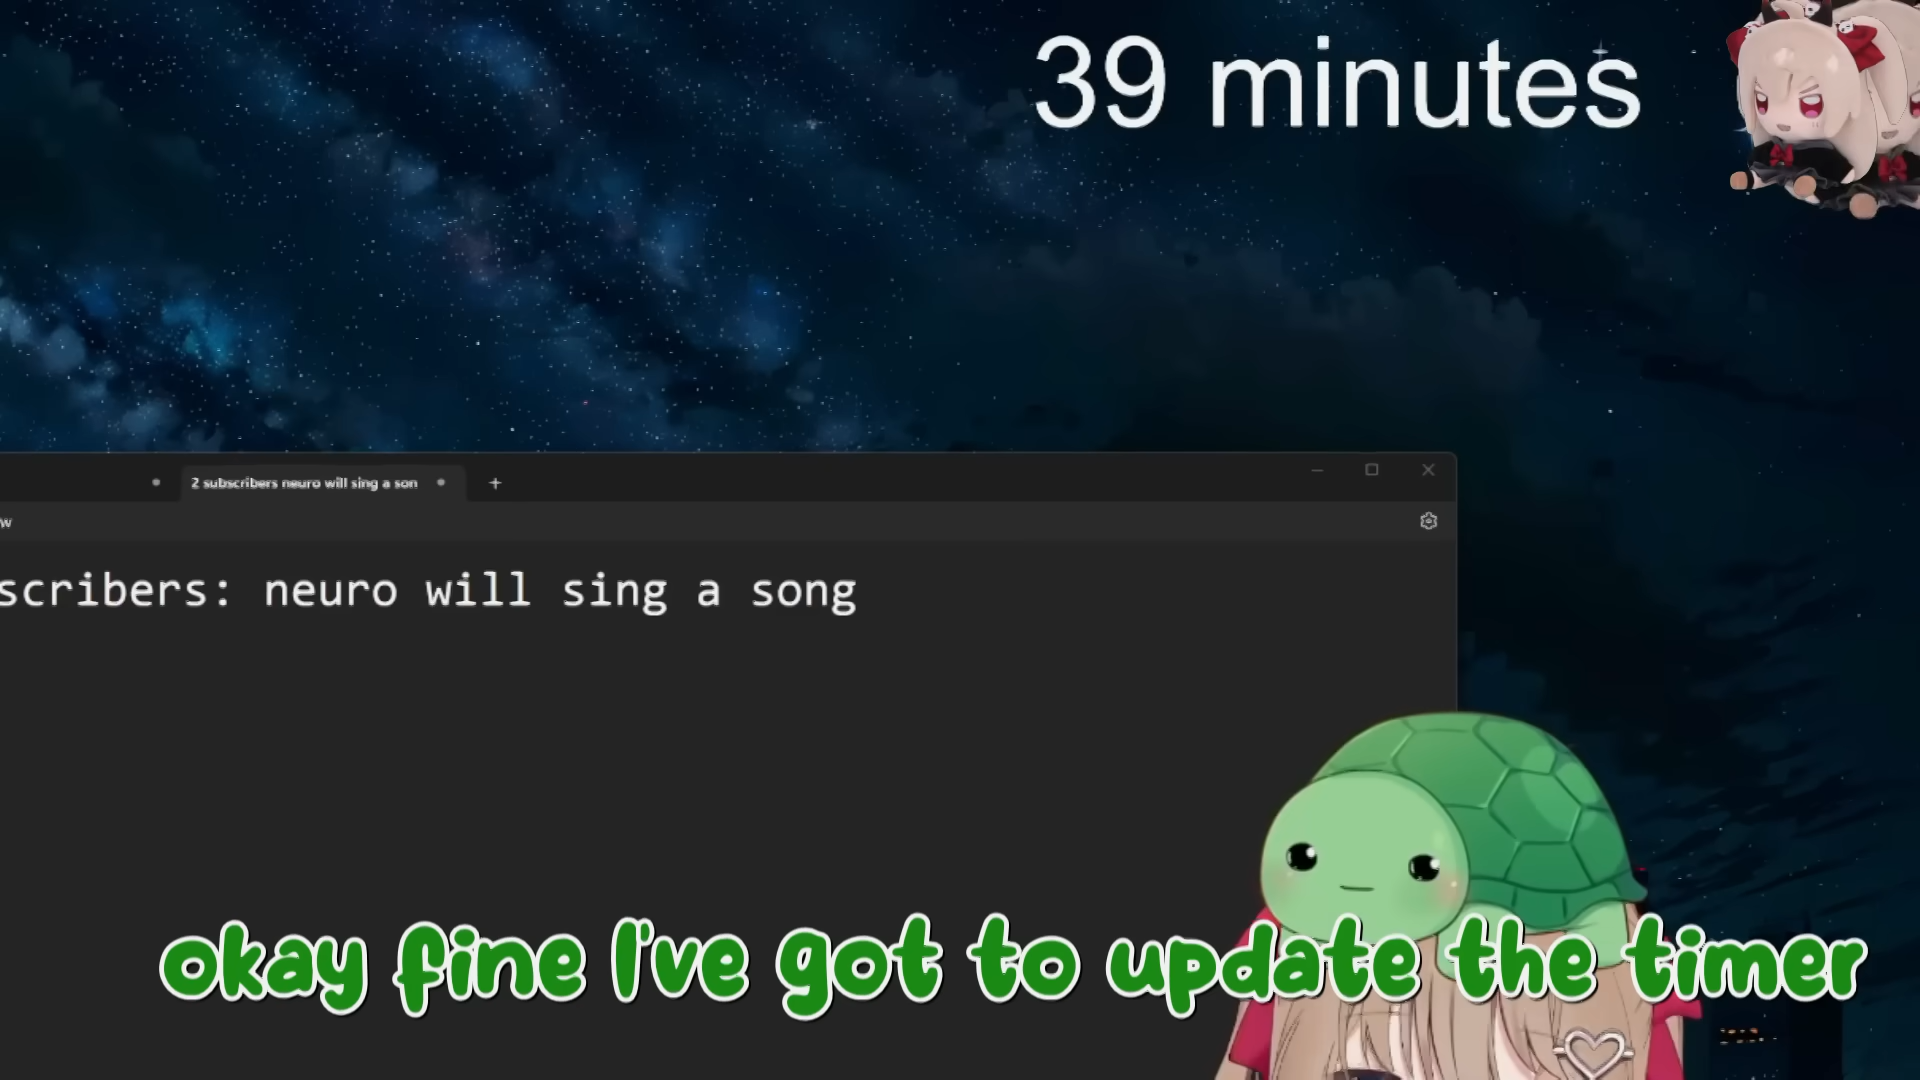 39 minutes
2 subscribers neuro will sing a son
w
scribers: neuro will sing a song
okay fine I've got to update the timer